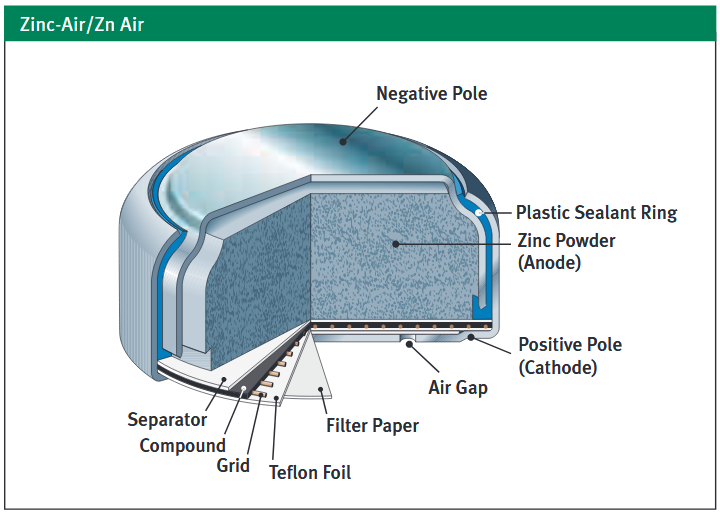 Zinc-Air/Zn Air
Negative Pole
Plastic Sealant Ring
Zinc Powder
(Anode)
Positive Pole
(Cathode)
Air Gap
Separator
Filter Paper
Compound
Grid
Teflon Foil